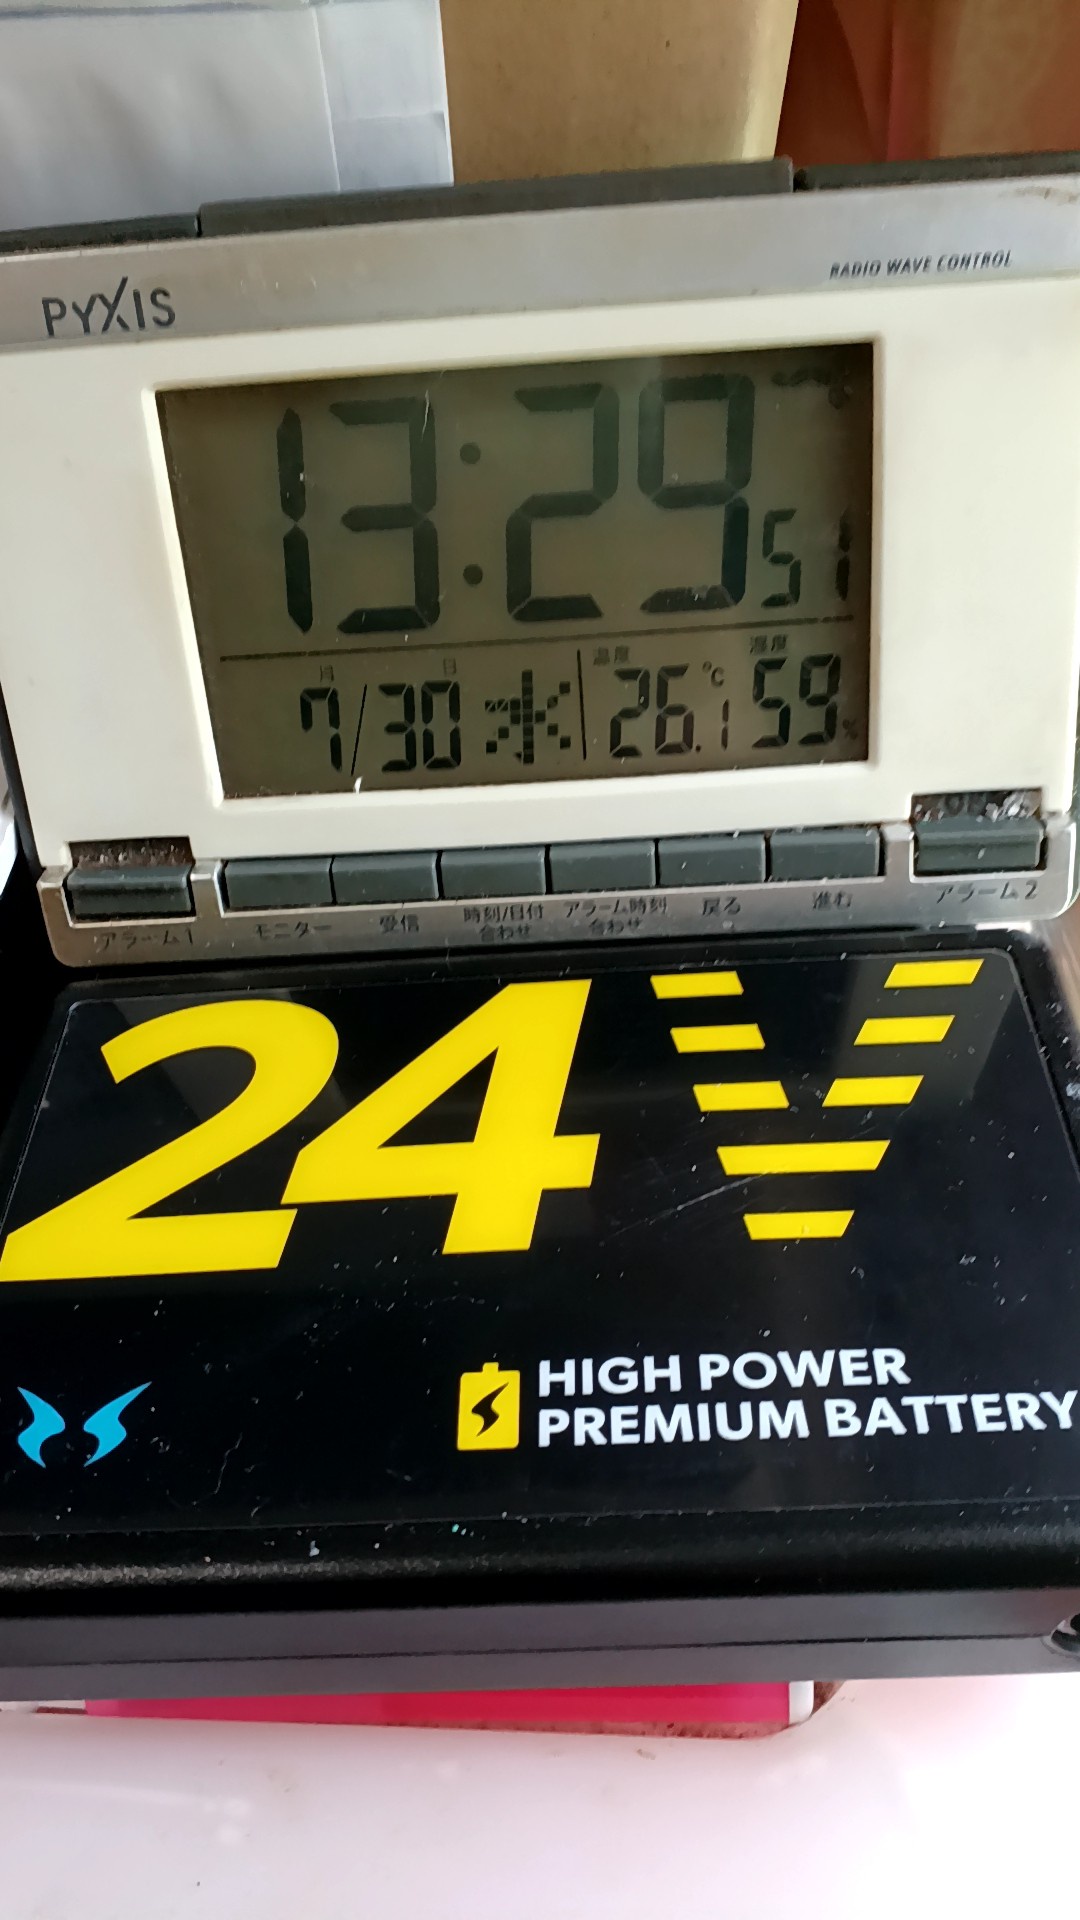 PYXIS
RADIO WAVE CONTROL
13:29 51
月 日 温度 湿度
7/30 水 26.1 ℃ 59 %
アラーム1 モニター 受信 時刻/日付合わせ アラーム時刻合わせ 戻る 進む アラーム2
24V
HIGH POWER
PREMIUM BATTERY